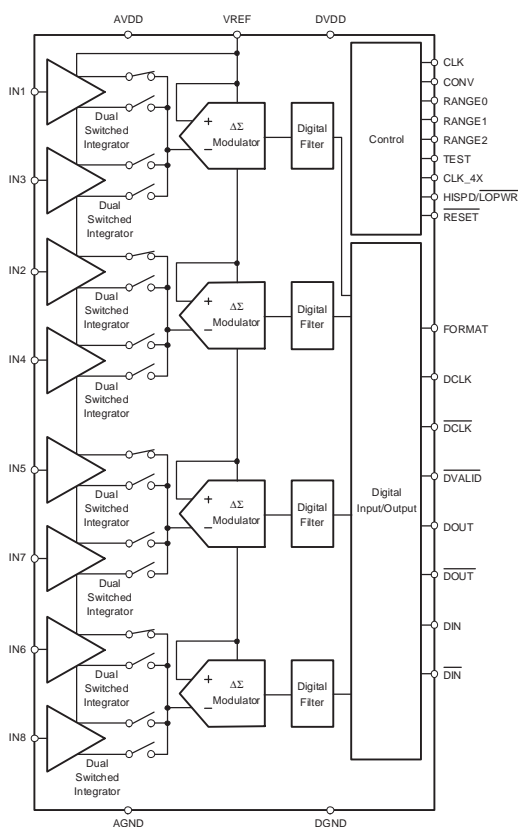 AVDD
VREF
DVDD
IN1
Dual
Switched
Integrator
IN3
Dual
Switched
Integrator
+
−
ΔΣ
Modulator
Digital
Filter
Control
CLK
CONV
RANGE0
RANGE1
RANGE2
TEST
CLK_4X
HISPD/LOPWR
RESET
IN2
Dual
Switched
Integrator
IN4
Dual
Switched
Integrator
+
−
ΔΣ
Modulator
Digital
Filter
IN5
Dual
Switched
Integrator
IN7
Dual
Switched
Integrator
+
−
ΔΣ
Modulator
Digital
Filter
IN6
Dual
Switched
Integrator
IN8
Dual
Switched
Integrator
+
−
ΔΣ
Modulator
Digital
Filter
Digital
Input/Output
FORMAT
DCLK
DCLK
DVALID
DOUT
DOUT
DIN
DIN
AGND
DGND